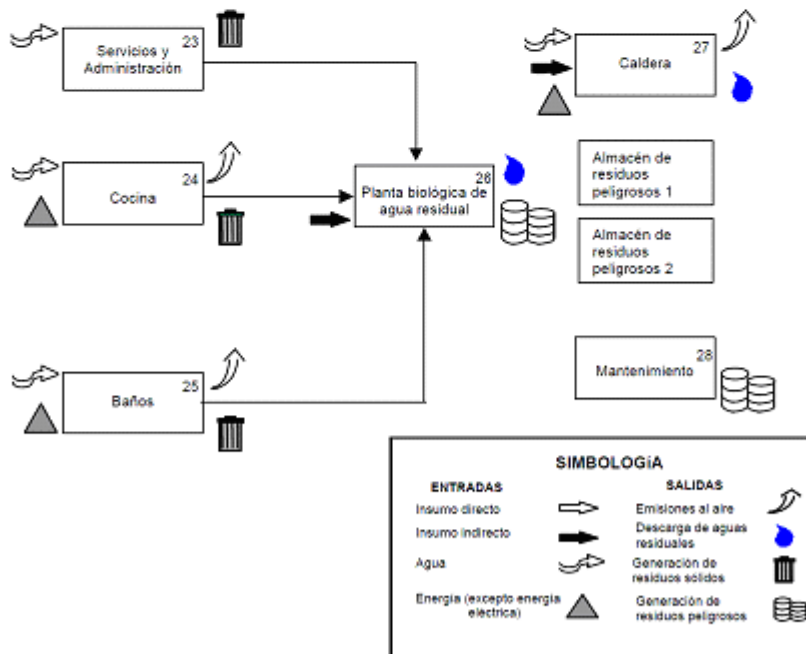 23
Servicios y
Administración
24
Cocina
25
Baños
26
Planta biológica de
agua residual
27
Caldera
Almacén de
residuos
peligrosos 1
Almacén de
residuos
peligrosos 2
28
Mantenimiento
SIMBOLOGíA
ENTRADAS
SALIDAS
Insumo directo
Emisiones al aire
Insumo indirecto
Descarga de aguas
residuales
Agua
Generación de
residuos sólidos
Energía (excepto energía
electrica)
Generación de
residuos peligrosos